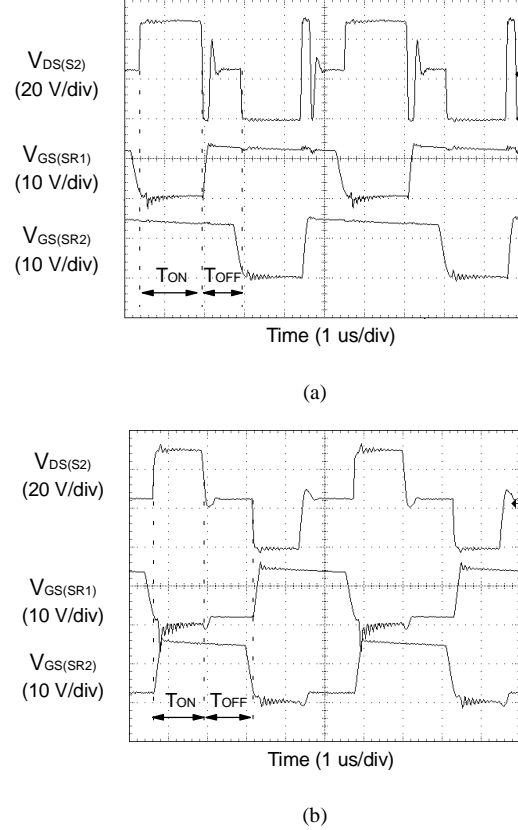 VDS(S2)
(20 V/div)
VGS(SR1)
(10 V/div)
VGS(SR2)
(10 V/div)
TON TOFF
Time (1 us/div)
(a)
VDS(S2)
(20 V/div)
VGS(SR1)
(10 V/div)
VGS(SR2)
(10 V/div)
TON TOFF
Time (1 us/div)
(b)